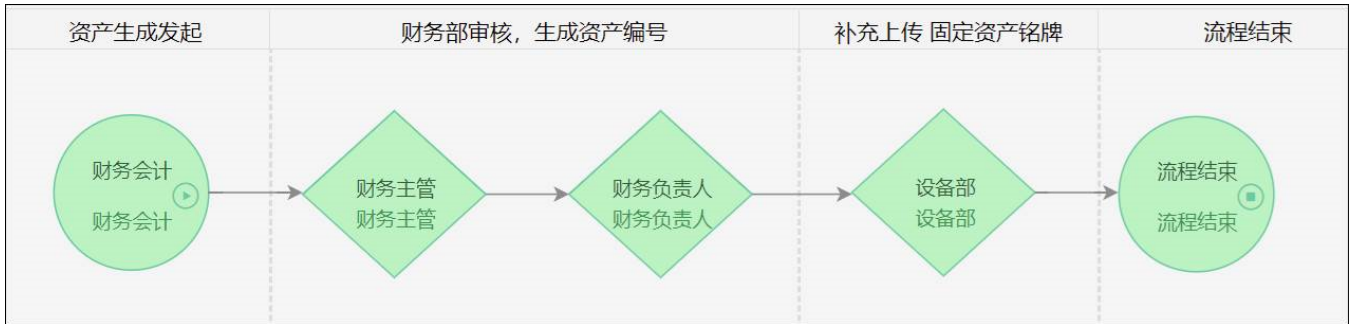 资产生成发起
财务部审核，生成资产编号
补充上传 固定资产铭牌
流程结束
财务会计
财务会计
财务主管
财务主管
财务负责人
财务负责人
设备部
设备部
流程结束
流程结束